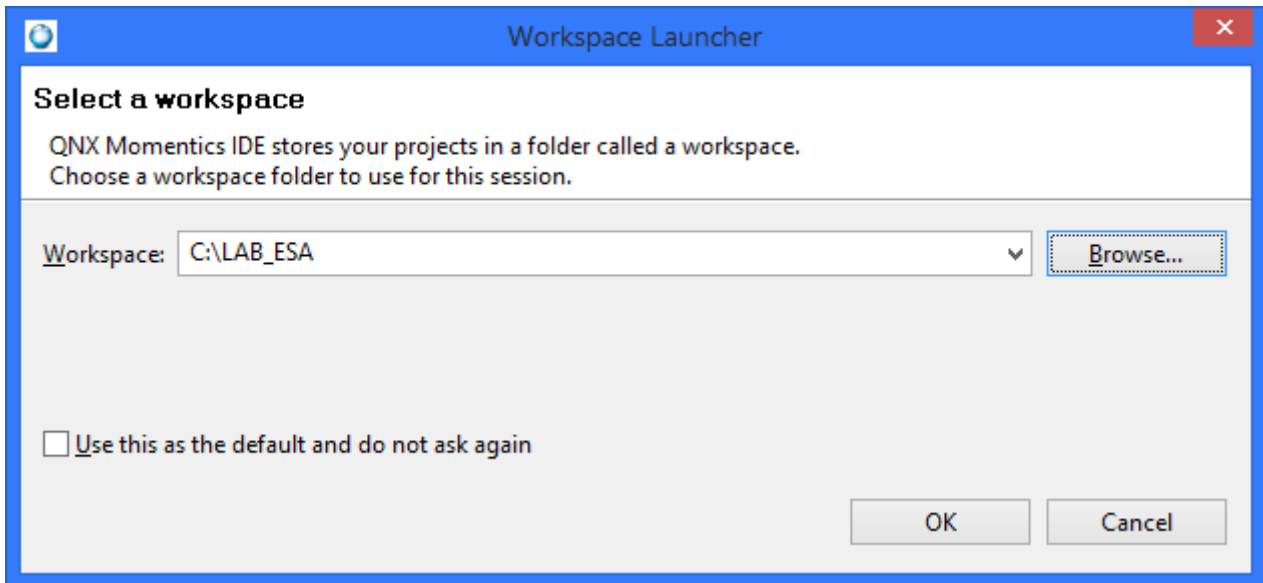 Workspace Launcher
Select a workspace
QNX Momentics IDE stores your projects in a folder called a workspace.
Choose a workspace folder to use for this session.
Workspace: C:\LAB_ESA Browse...
Use this as the default and do not ask again
OK Cancel